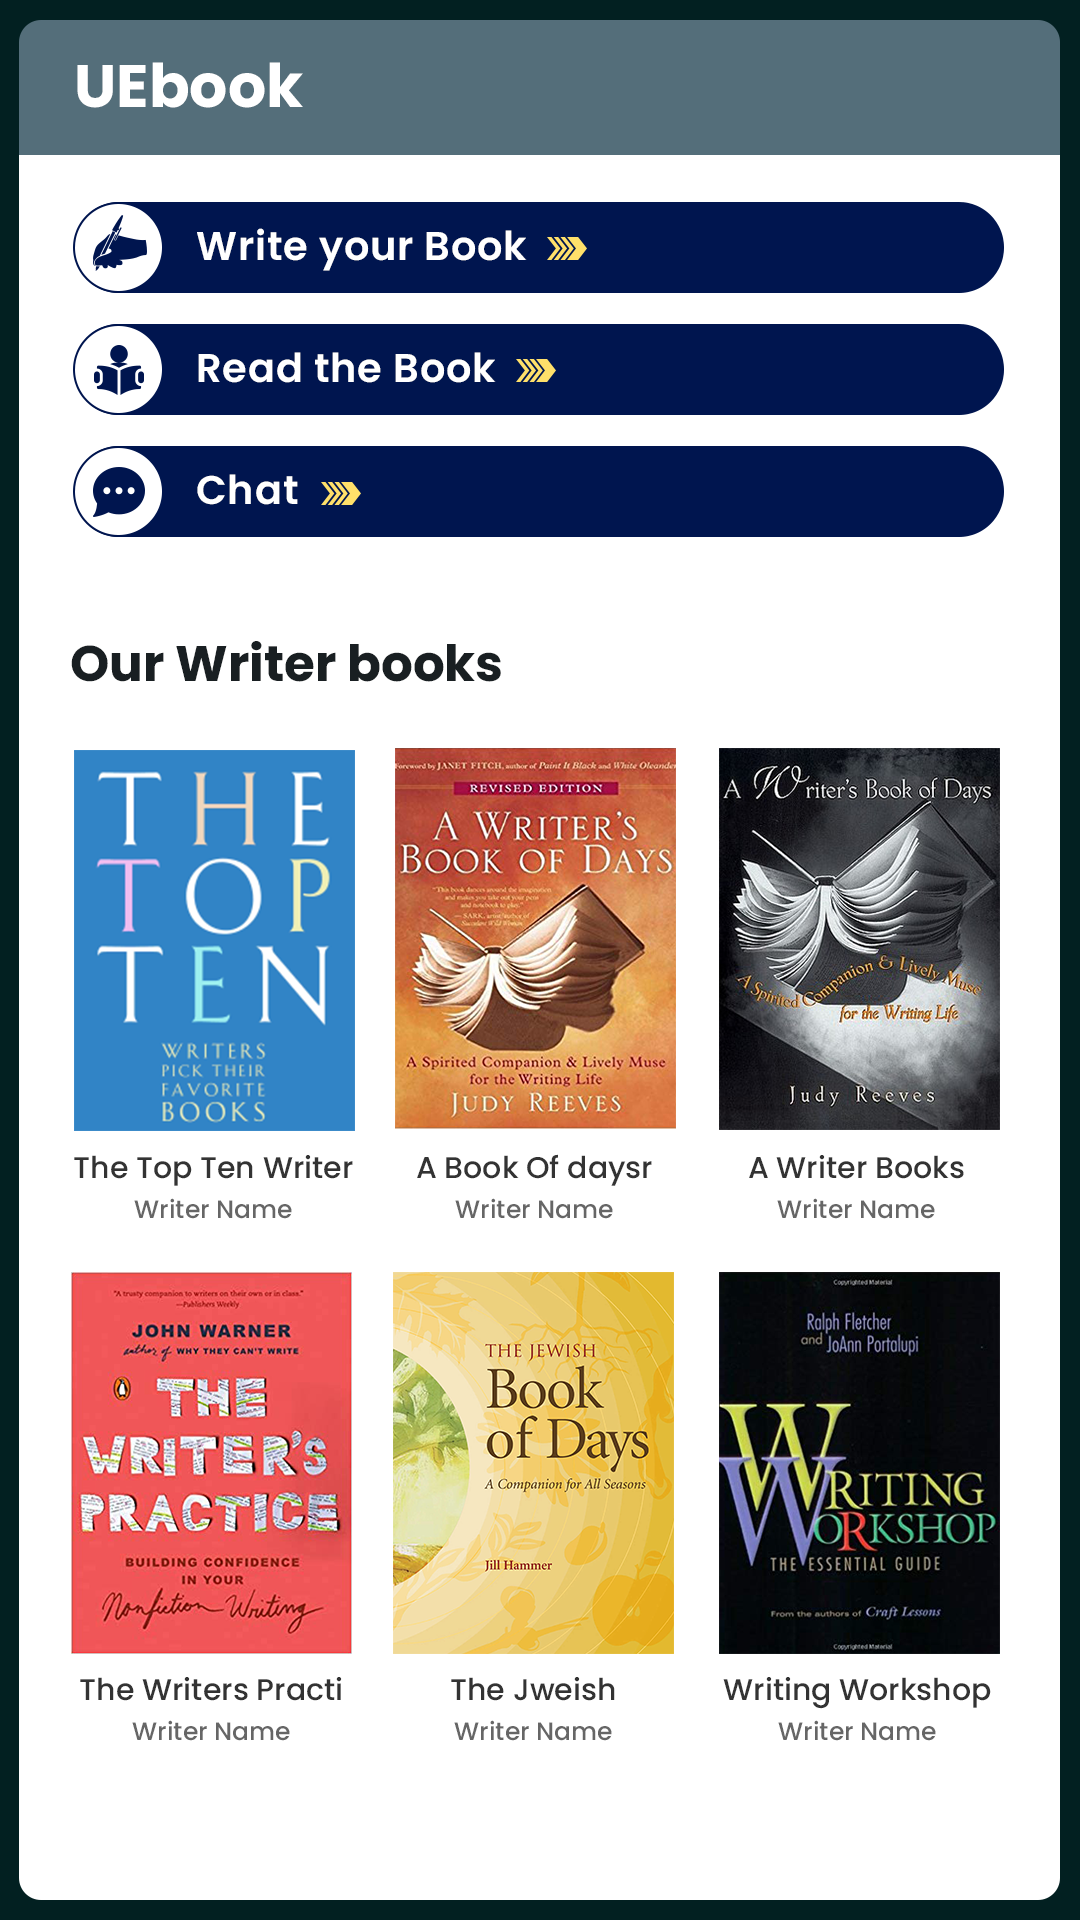 UEbook
Write your Book
Read the Book
Chat
Our Writer books
THE
TOP
TEN
WRITERS
PICK THEIR
FAVORITE
BOOKS
The Top Ten Writer
Writer Name
Foreword by JANET FITCH, author of Paint It Black and White Oleander
REVISED EDITION
A WRITER'S
BOOK OF DAYS
"This book dances around the imagination
and makes you take out your pens
and notebook to play."
— SARK, artist/author of
Succulent Wild Woman
A Spirited Companion & Lively Muse
for the Writing Life
JUDY REEVES
A Book Of daysr
Writer Name
A Writer's Book of Days
A Spirited Companion & Lively Muse
for the Writing Life
Judy Reeves
A Writer Books
Writer Name
"A trusty companion to writers on their own or in class."
—Publishers Weekly
JOHN WARNER
author of WHY THEY CAN'T WRITE
THE
WRITER'S
PRACTICE
BUILDING CONFIDENCE
IN YOUR
Nonfiction Writing
The Writers Practi
Writer Name
THE JEWISH
Book
of Days
A Companion for All Seasons
Jill Hammer
The Jweish
Writer Name
Copyrighted Material
Ralph Fletcher
and JoAnn Portalupi
WRITING
WORKSHOP
THE ESSENTIAL GUIDE
From the authors of Craft Lessons
Copyrighted Material
Writing Workshop
Writer Name